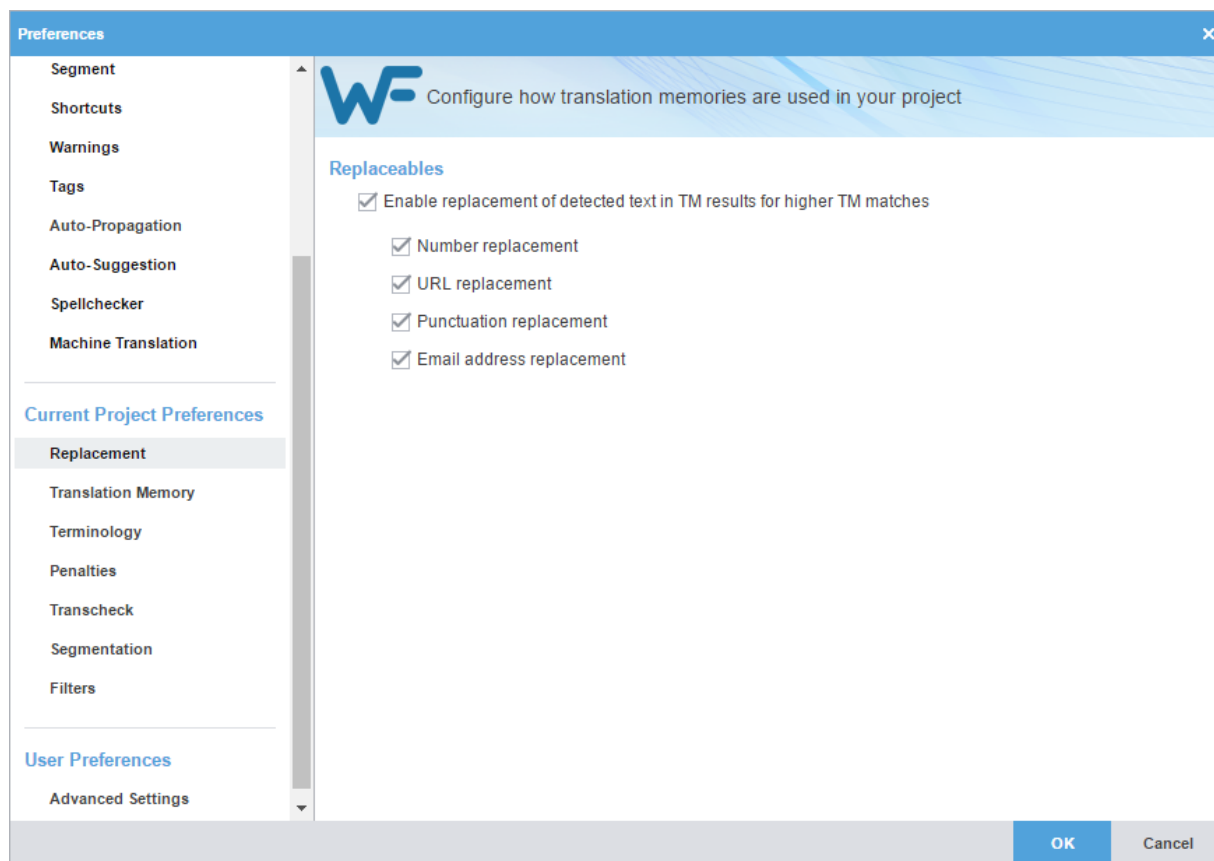 Preferences
Segment
Shortcuts
Warnings
Tags
Auto-Propagation
Auto-Suggestion
Spellchecker
Machine Translation
Current Project Preferences
Replacement
Translation Memory
Terminology
Penalties
Transcheck
Segmentation
Filters
User Preferences
Advanced Settings
WF
Configure how translation memories are used in your project
Replaceables
Enable replacement of detected text in TM results for higher TM matches
Number replacement
URL replacement
Punctuation replacement
Email address replacement
OK
Cancel